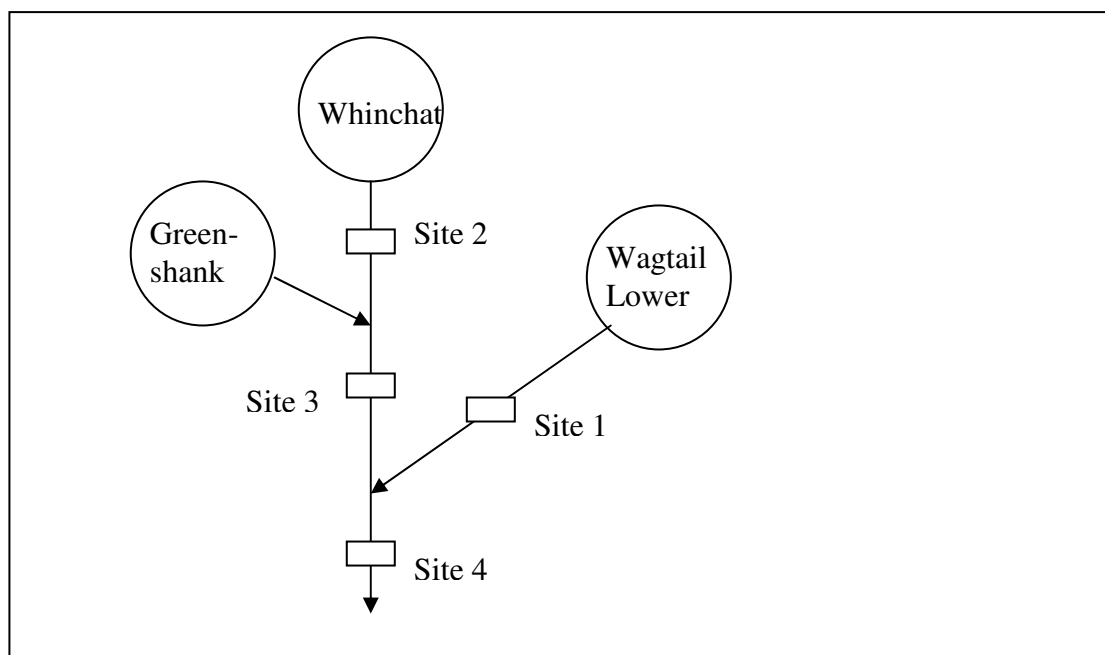 Whinchat
Green-
shank
Site 2
Wagtail
Lower
Site 3
Site 1
Site 4